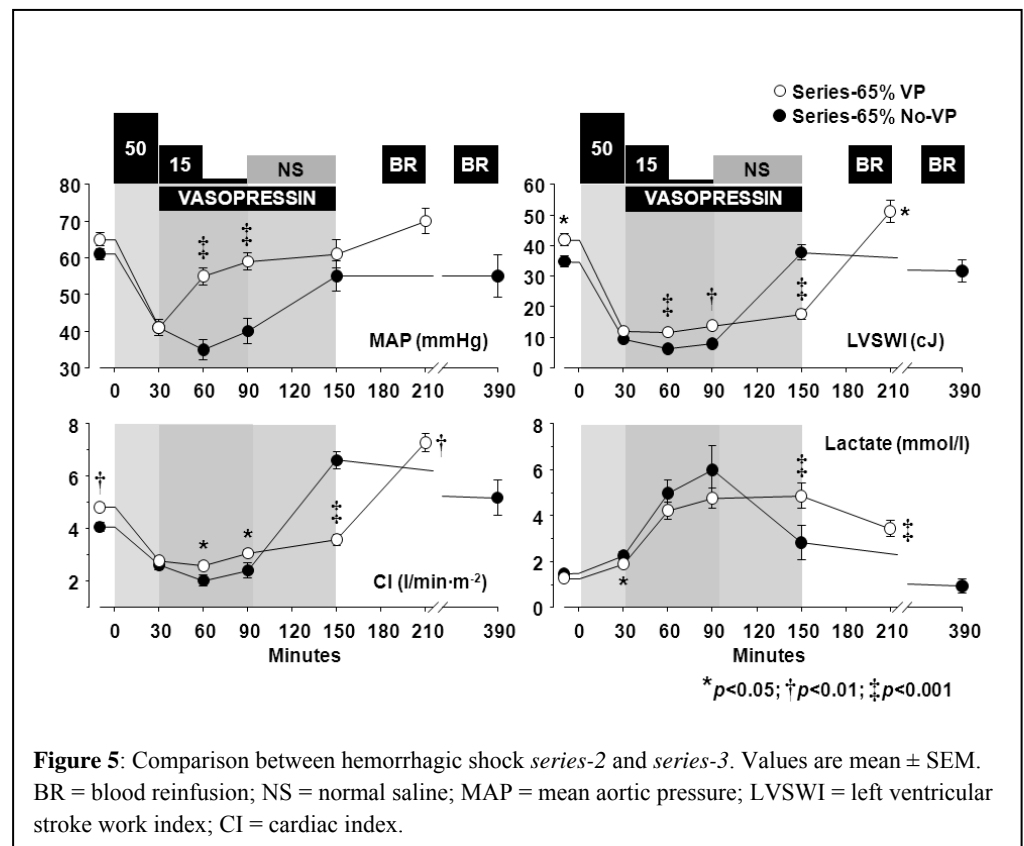 Series-65% VP
Series-65% No-VP
50
15
NS
BR
BR
VASOPRESSIN
80
70
60
50
40
30
‡
‡
MAP (mmHg)
0 30 60 90 120 150 180 210 390
50
15
NS
BR
BR
VASOPRESSIN
60
50
40
30
20
10
0
*
‡
†
‡
*
LVSWI (cJ)
0 30 60 90 120 150 180 210 390
8
6
4
2
†
*
*
‡
†
CI (l/min·m⁻²)
0 30 60 90 120 150 180 210 390
Minutes
8
6
4
2
0
Lactate (mmol/l)
*
‡
‡
0 30 60 90 120 150 180 210 390
Minutes
*p<0.05; †p<0.01; ‡p<0.001
Figure 5: Comparison between hemorrhagic shock series-2 and series-3. Values are mean ± SEM.
BR = blood reinfusion; NS = normal saline; MAP = mean aortic pressure; LVSWI = left ventricular
stroke work index; CI = cardiac index.